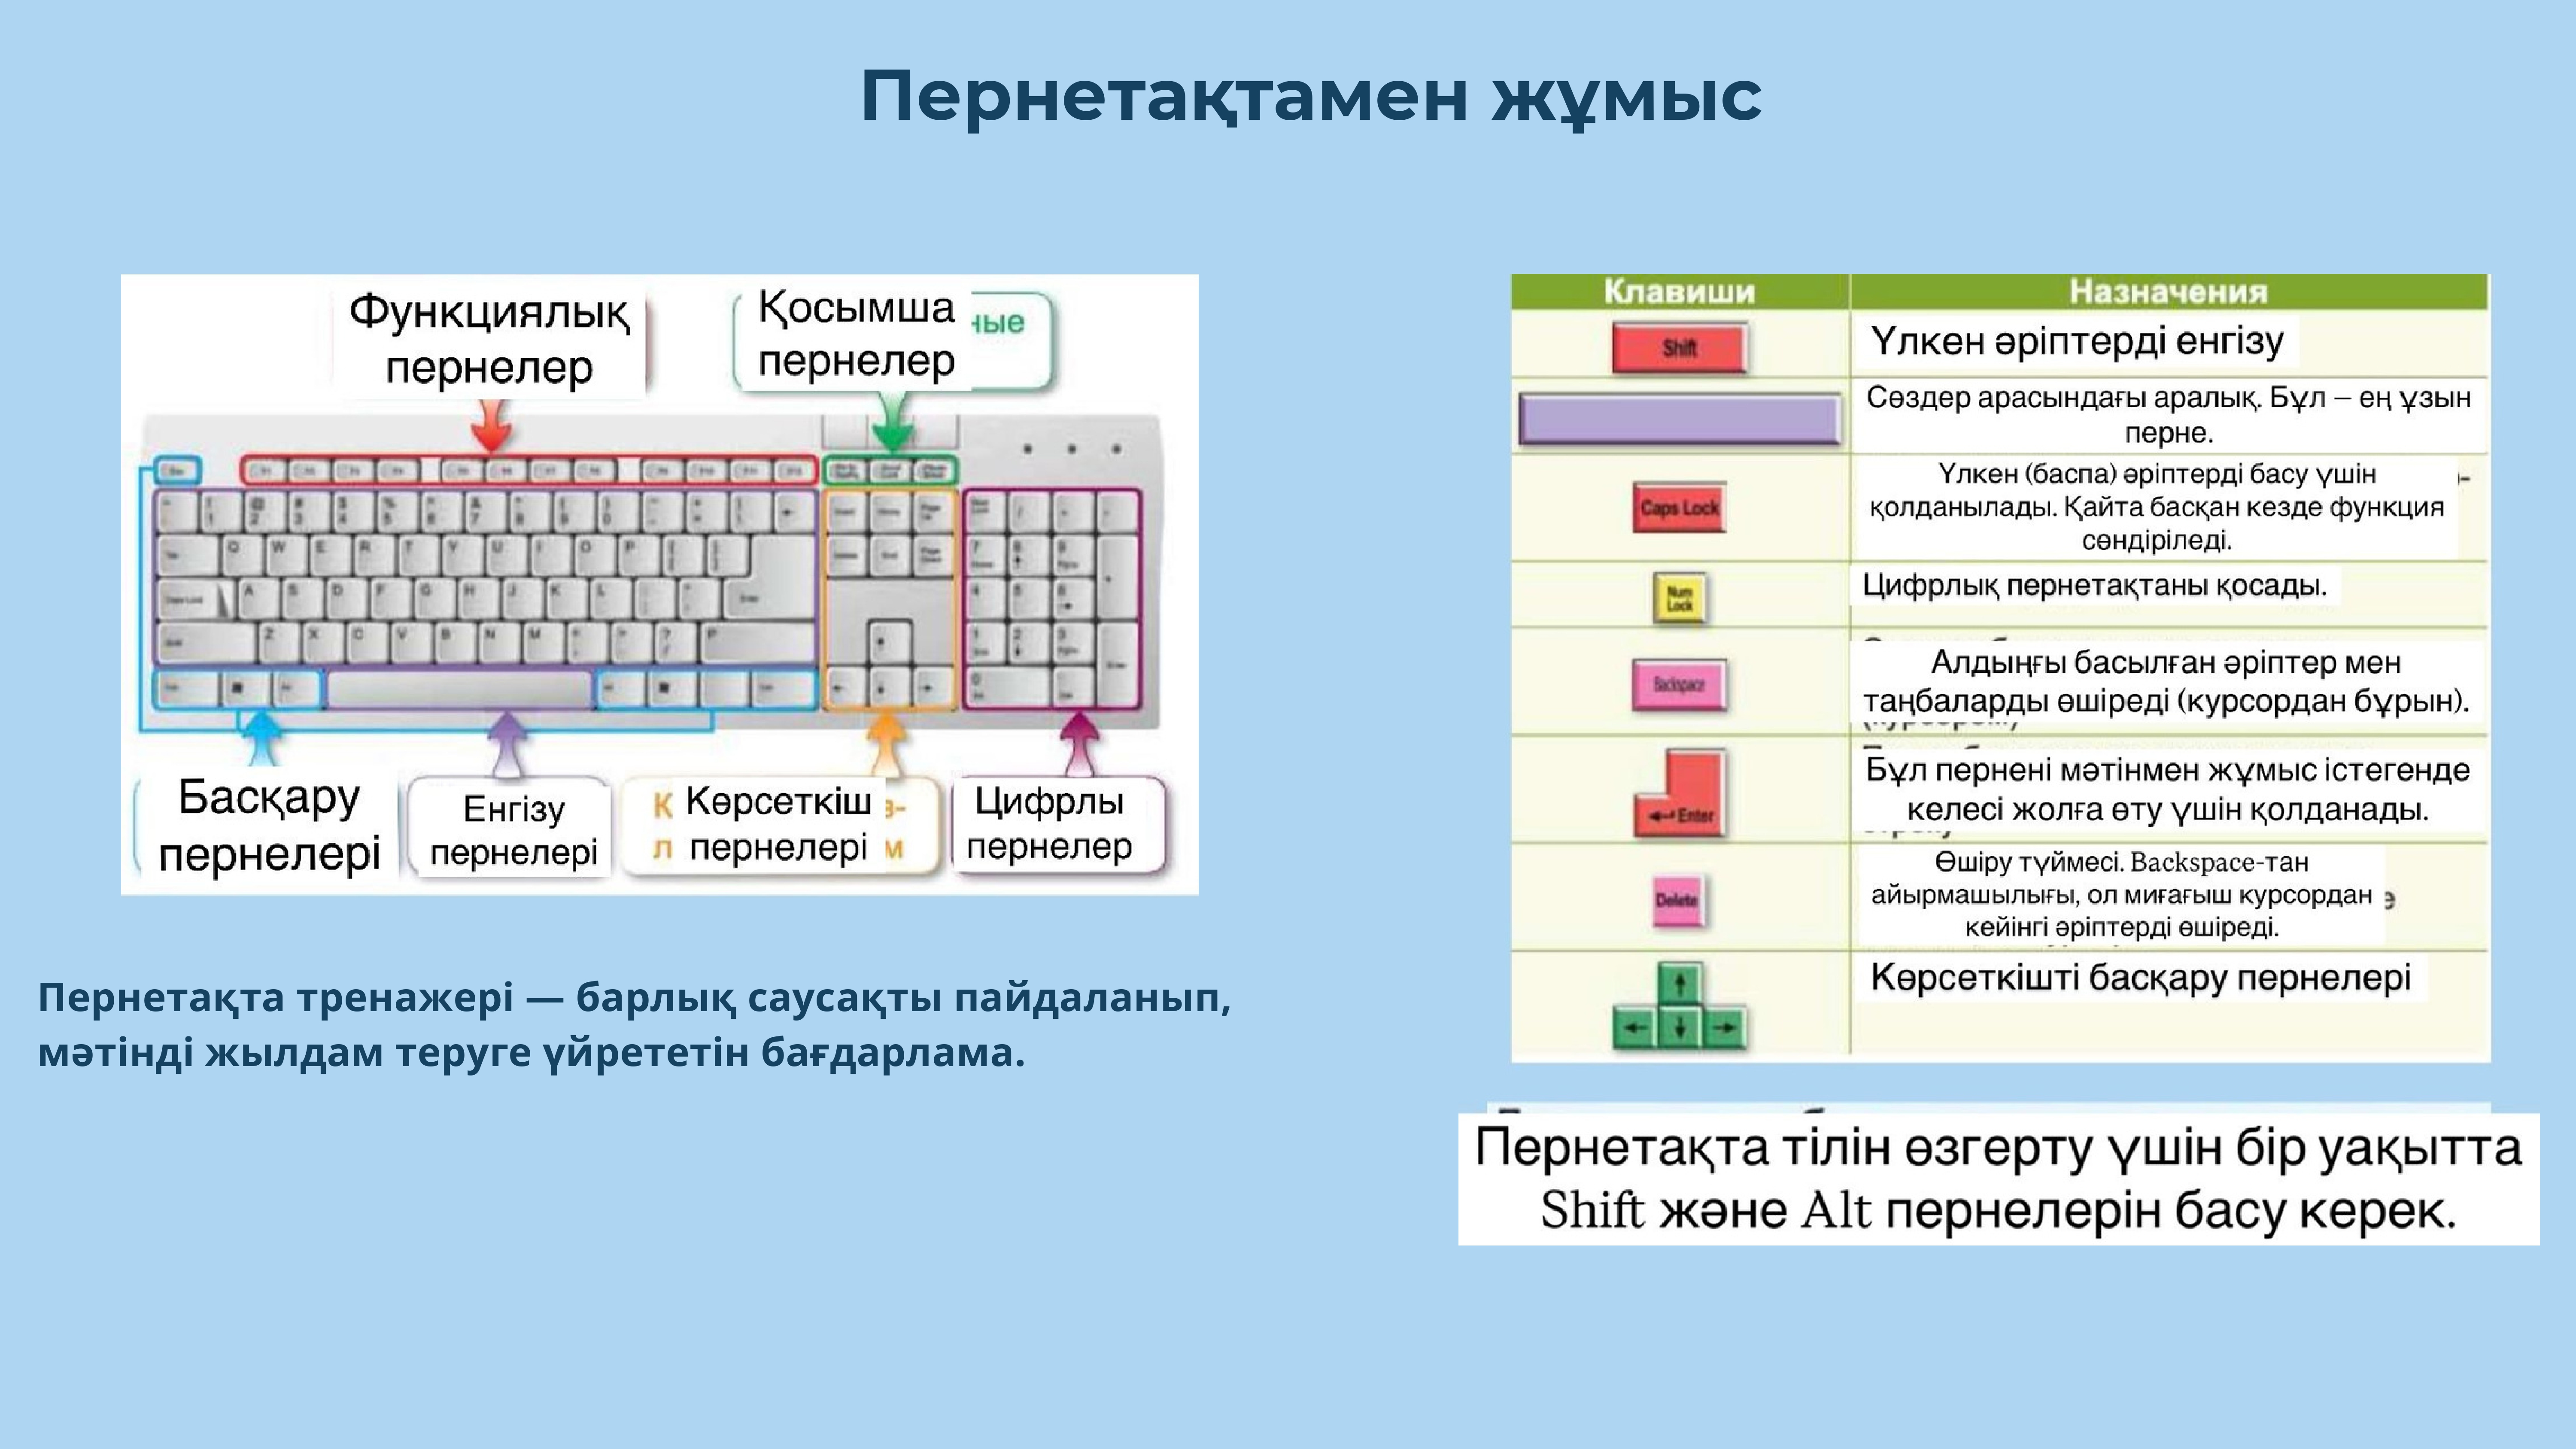 Пернетақтамен жұмыс
Функциялық
пернелер
Қосымша
пернелер
ные
Басқару
пернелері
Енгізу
пернелері
Көрсеткіш
пернелері
Цифрлы
пернелер
Пернетақта тренажері — барлық саусақты пайдаланып,
мәтінді жылдам теруге үйрететін бағдарлама.
Клавиши Назначения
Shift Үлкен әріптерді енгізу
Сөздер арасындағы аралық. Бұл – ең ұзын
перне.
Үлкен (баспа) әріптерді басу үшін
Caps Lock қолданылады. Қайта басқан кезде функция
сөндіріледі.
Num
Lock
Цифрлық пернетақтаны қосады.
Backspace
Алдыңғы басылған әріптер мен
таңбаларды өшіреді (курсордан бұрын).
Enter
Бұл пернені мәтінмен жұмыс істегенде
келесі жолға өту үшін қолданады.
Delete
Өшіру түймесі. Backspace-тан
айырмашылығы, ол миғағыш курсордан
кейінгі әріптерді өшіреді.
Көрсеткішті басқару пернелері
Пернетақта тілін өзгерту үшін бір уақытта
Shift және Alt пернелерін басу керек.